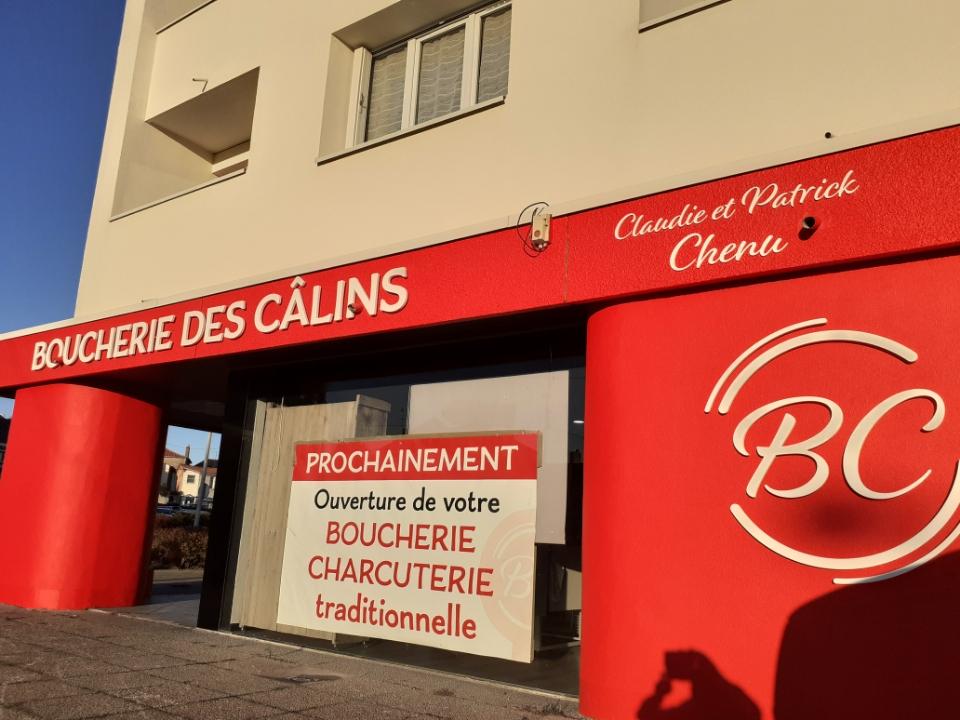 BOUCHERIE DES CÂLINS
Claudie et Patrick
Chenu
BC
PROCHAINEMENT
Ouverture de votre
BOUCHERIE
CHARCUTERIE
traditionnelle